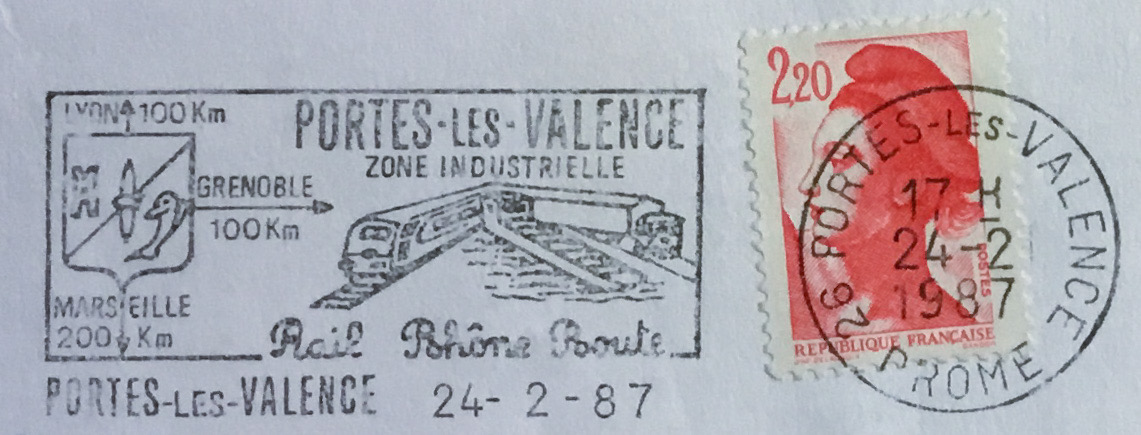 LYON 100 Km
PORTES-LES-VALENCE
ZONE INDUSTRIELLE
GRENOBLE
100 Km
MARSEILLE
200 Km
Rail Rhône Route
PORTES-LES-VALENCE 24-2-87
2,20
POSTES
REPUBLIQUE FRANÇAISE
26 PORTES-LES-VALENCE
17 H
24-2
1987
DROME